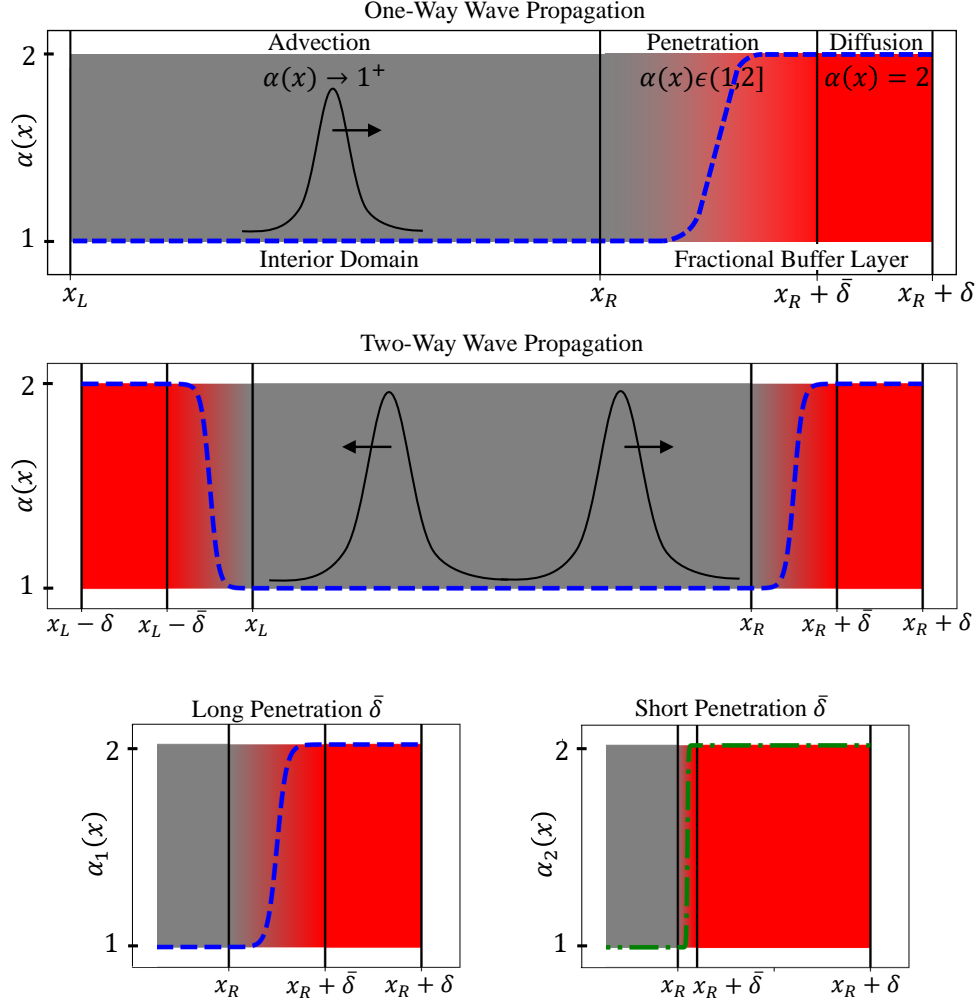 One-Way Wave Propagation
Advection Penetration Diffusion
2
α(x) → 1⁺ α(x)ϵ(1,2] α(x) = 2
α(x)
1
Interior Domain Fractional Buffer Layer
x_L x_R x_R + δ̄ x_R + δ
Two-Way Wave Propagation
2
α(x)
1
x_L − δ x_L − δ̄ x_L x_R x_R + δ̄ x_R + δ
Long Penetration δ̄
2
α₁(x)
1
x_R x_R + δ̄ x_R + δ
Short Penetration δ̄
2
α₂(x)
1
x_R x_R + δ̄ x_R + δ